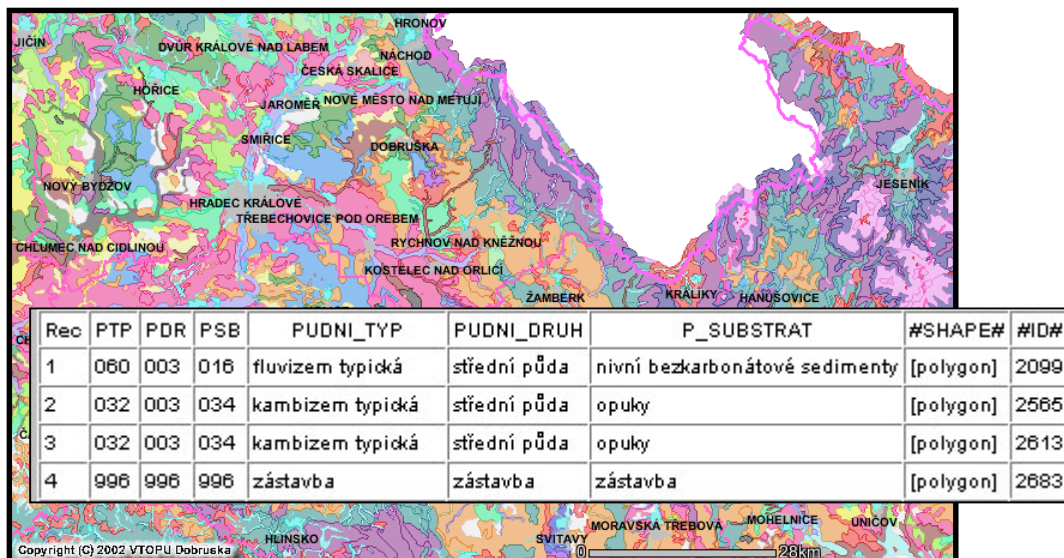 HRONOV
JIČÍN
DVŮR KRÁLOVÉ NAD LABEM
NÁCHOD
ČESKÁ SKALICE
HOŘICE
JAROMĚŘ NOVÉ MĚSTO NAD METUJÍ
SMIŘICE
DOBRUŠKA
NOVÝ BYDŽOV
JESENÍK
HRADEC KRÁLOVÉ
TŘEBECHOVICE POD OREBEM
CHLUMEC NAD CIDLINOU
RYCHNOV NAD KNĚŽNOU
KOSTELEC NAD ORLICÍ
ŽAMBERK
KRÁLÍKY
HANUŠOVICE
Rec PTP PDR PSB PUDNI_TYP PUDNI_DRUH P_SUBSTRAT #SHAPE# #ID#
1 060 003 016 fluvizem typická střední půda nivní bezkarbonátové sedimenty [polygon] 2099
2 032 003 034 kambizem typická střední půda opuky [polygon] 2565
3 032 003 034 kambizem typická střední půda opuky [polygon] 2613
4 996 996 996 zástavba zástavba zástavba [polygon] 2683
MORAVSKÁ TŘEBOVÁ
MOHELNICE
UNIČOV
HLINSKO
SVITAVY
Copyright (C) 2002 VTOPU Dobruska
0 28km